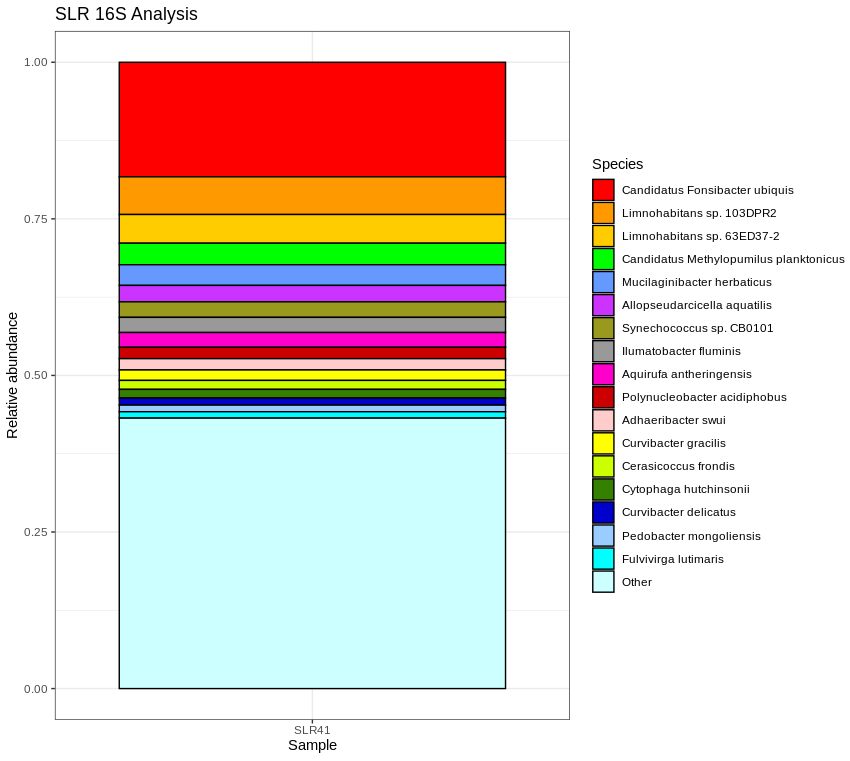 SLR 16S Analysis
1.00
0.75
0.50
0.25
0.00
Relative abundance
SLR41
Sample
Species
Candidatus Fonsibacter ubiquis
Limnohabitans sp. 103DPR2
Limnohabitans sp. 63ED37-2
Candidatus Methylopumilus planktonicus
Mucilaginibacter herbaticus
Allopseudarcicella aquatilis
Synechococcus sp. CB0101
Ilumatobacter fluminis
Aquirufa antheringensis
Polynucleobacter acidiphobus
Adhaeribacter swui
Curvibacter gracilis
Cerasicoccus frondis
Cytophaga hutchinsonii
Curvibacter delicatus
Pedobacter mongoliensis
Fulvivirga lutimaris
Other